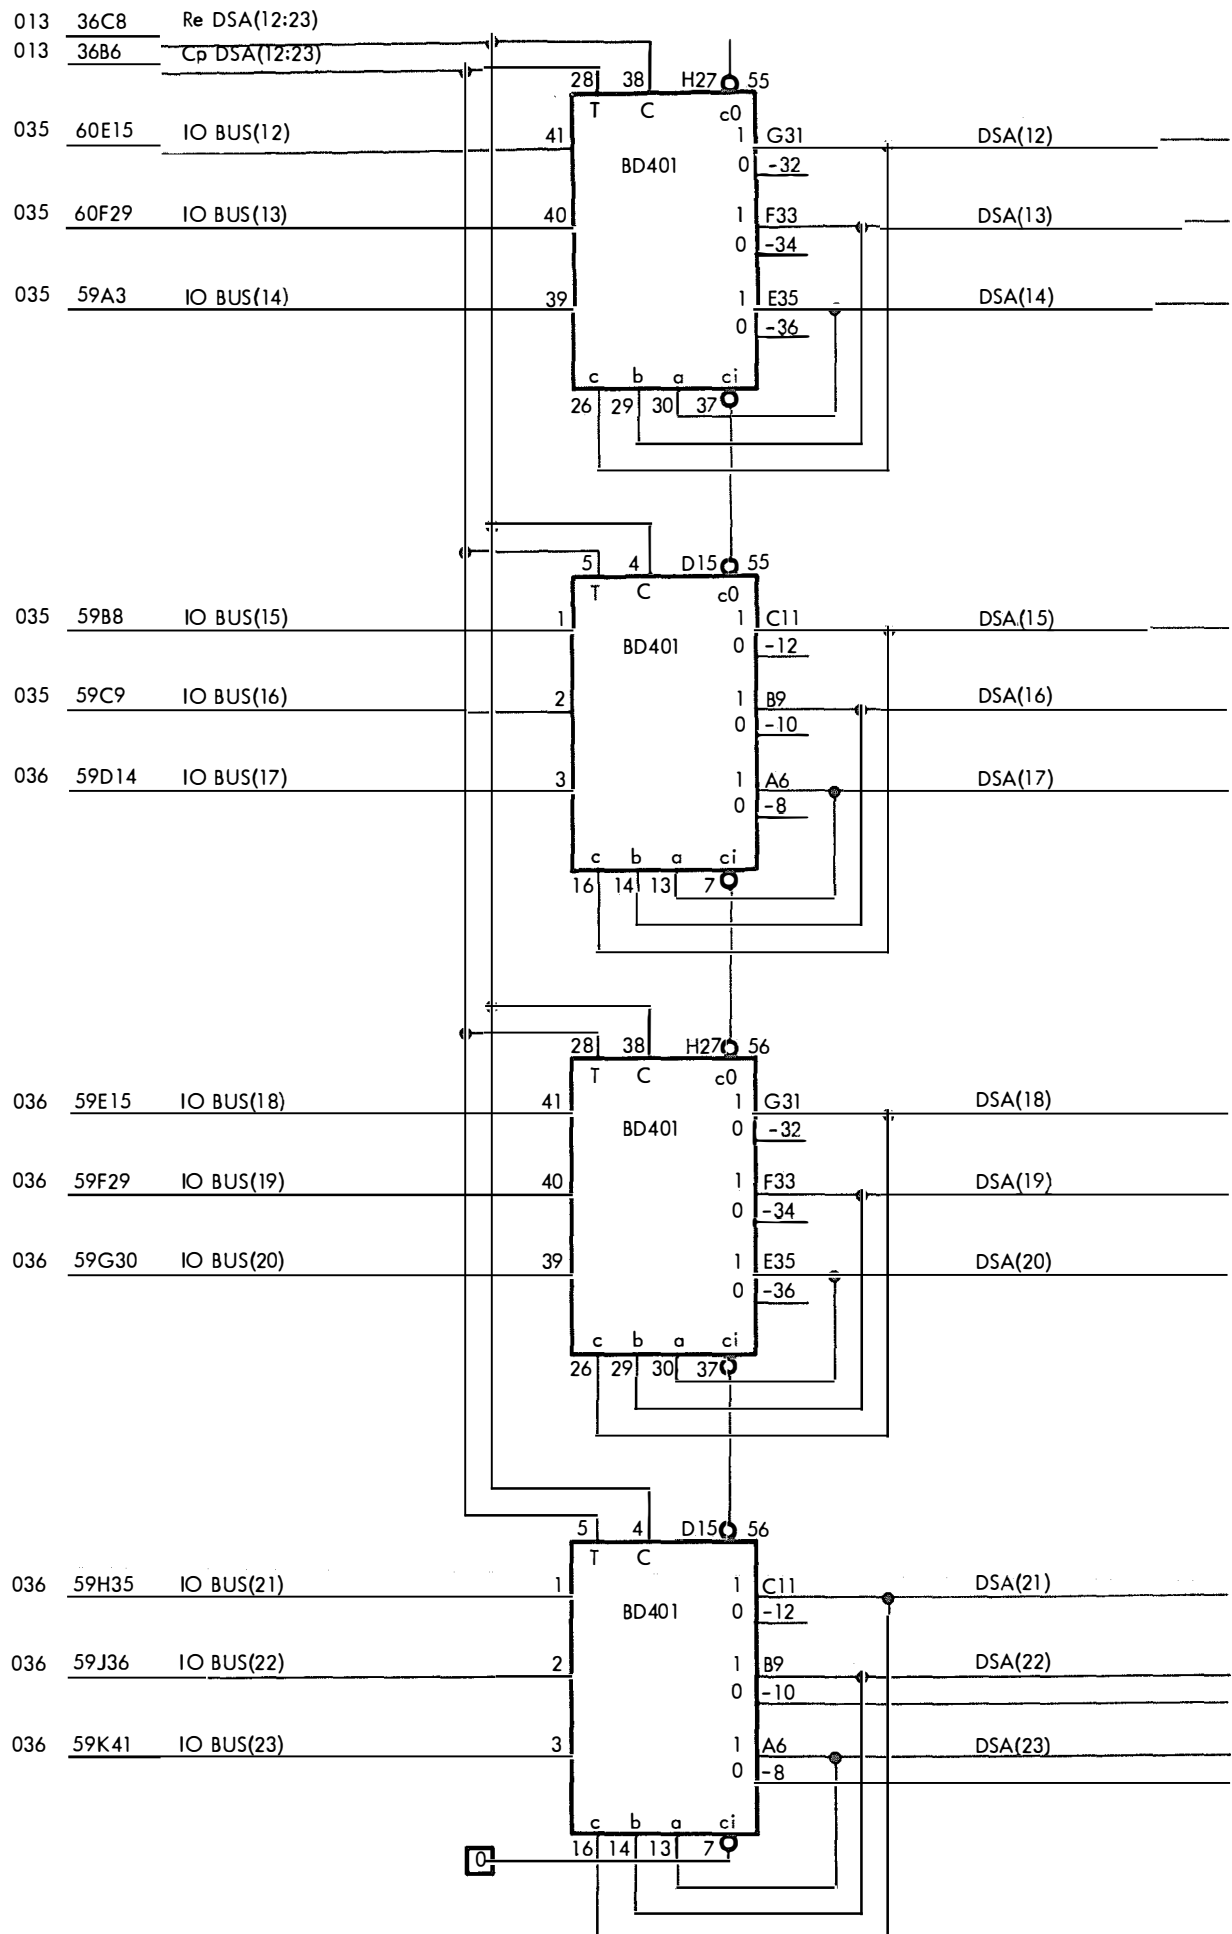 013 36C8 Re DSA(12:23)
013 36B6 Cp DSA(12:23)
28 38 H27 55
T C c0
035 60E15 IO BUS(12) 41 1 G31 DSA(12)
BD401 0 -32
035 60F29 IO BUS(13) 40 1 F33 DSA(13)
0 -34
035 59A3 IO BUS(14) 39 1 E35 DSA(14)
0 -36
c b a ci
26 29 30 37
5 4 D15 55
T C c0
035 59B8 IO BUS(15) 1 1 C11 DSA(15)
BD401 0 -12
035 59C9 IO BUS(16) 2 1 B9 DSA(16)
0 -10
036 59D14 IO BUS(17) 3 1 A6 DSA(17)
0 -8
c b a ci
16 14 13 7
28 38 H27 56
T C c0
036 59E15 IO BUS(18) 41 1 G31 DSA(18)
BD401 0 -32
036 59F29 IO BUS(19) 40 1 F33 DSA(19)
0 -34
036 59G30 IO BUS(20) 39 1 E35 DSA(20)
0 -36
c b a ci
26 29 30 37
5 4 D15 56
T C
036 59H35 IO BUS(21) 1 1 C11 DSA(21)
BD401 0 -12
036 59J36 IO BUS(22) 2 1 B9 DSA(22)
0 -10
036 59K41 IO BUS(23) 3 1 A6 DSA(23)
0 -8
c b a ci
16 14 13 7
0